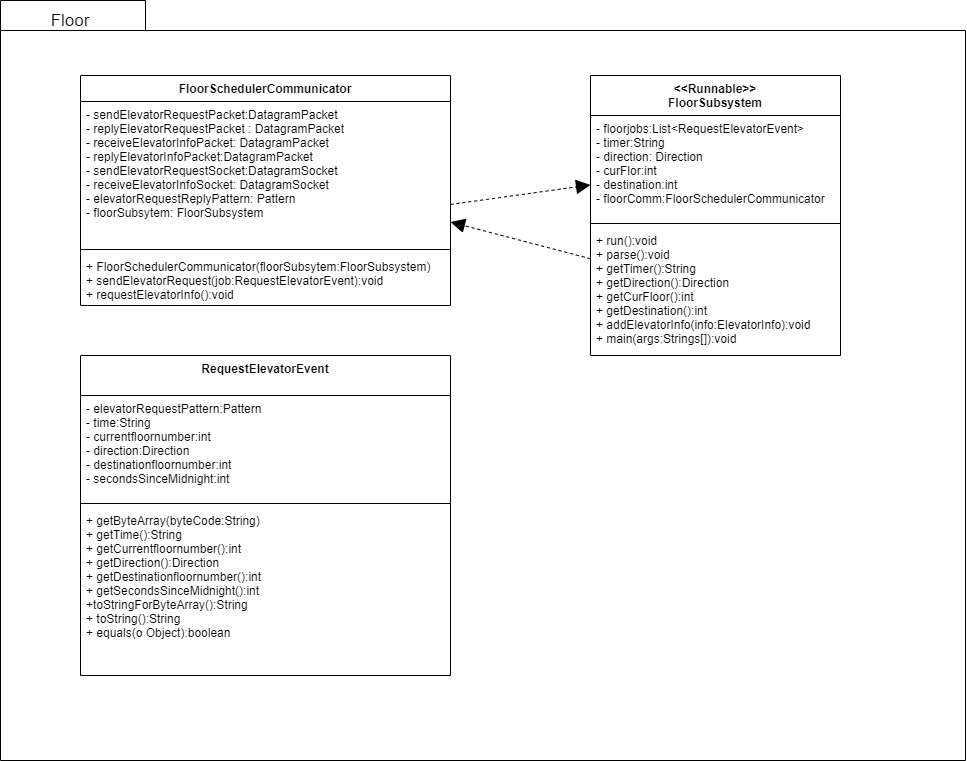 Floor
FloorSchedulerCommunicator
- sendElevatorRequestPacket:DatagramPacket
- replyElevatorRequestPacket : DatagramPacket
- receiveElevatorInfoPacket: DatagramPacket
- replyElevatorInfoPacket:DatagramPacket
- sendElevatorRequestSocket:DatagramSocket
- receiveElevatorInfoSocket: DatagramSocket
- elevatorRequestReplyPattern: Pattern
- floorSubsytem: FloorSubsystem
+ FloorSchedulerCommunicator(floorSubsytem:FloorSubsystem)
+ sendElevatorRequest(job:RequestElevatorEvent):void
+ requestElevatorInfo():void
<<Runnable>>
FloorSubsystem
- floorjobs:List<RequestElevatorEvent>
- timer:String
- direction: Direction
- curFlor:int
- destination:int
- floorComm:FloorSchedulerCommunicator
+ run():void
+ parse():void
+ getTimer():String
+ getDirection():Direction
+ getCurFloor():int
+ getDestination():int
+ addElevatorInfo(info:ElevatorInfo):void
+ main(args:Strings[]):void
RequestElevatorEvent
- elevatorRequestPattern:Pattern
- time:String
- currentfloornumber:int
- direction:Direction
- destinationfloornumber:int
- secondsSinceMidnight:int
+ getByteArray(byteCode:String)
+ getTime():String
+ getCurrentfloornumber():int
+ getDirection():Direction
+ getDestinationfloornumber():int
+ getSecondsSinceMidnight():int
+toStringForByteArray():String
+ toString():String
+ equals(o Object):boolean